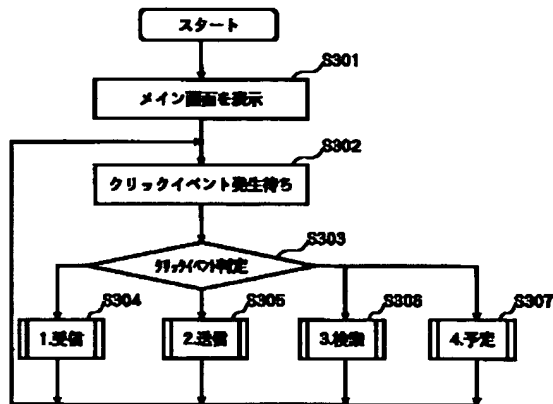 スタート
S301
メイン画面を表示
S302
クリックイベント発生待ち
S303
クリックイベント判定
S304
S305
S306
S307
1.受信
2.送信
3.検索
4.予定